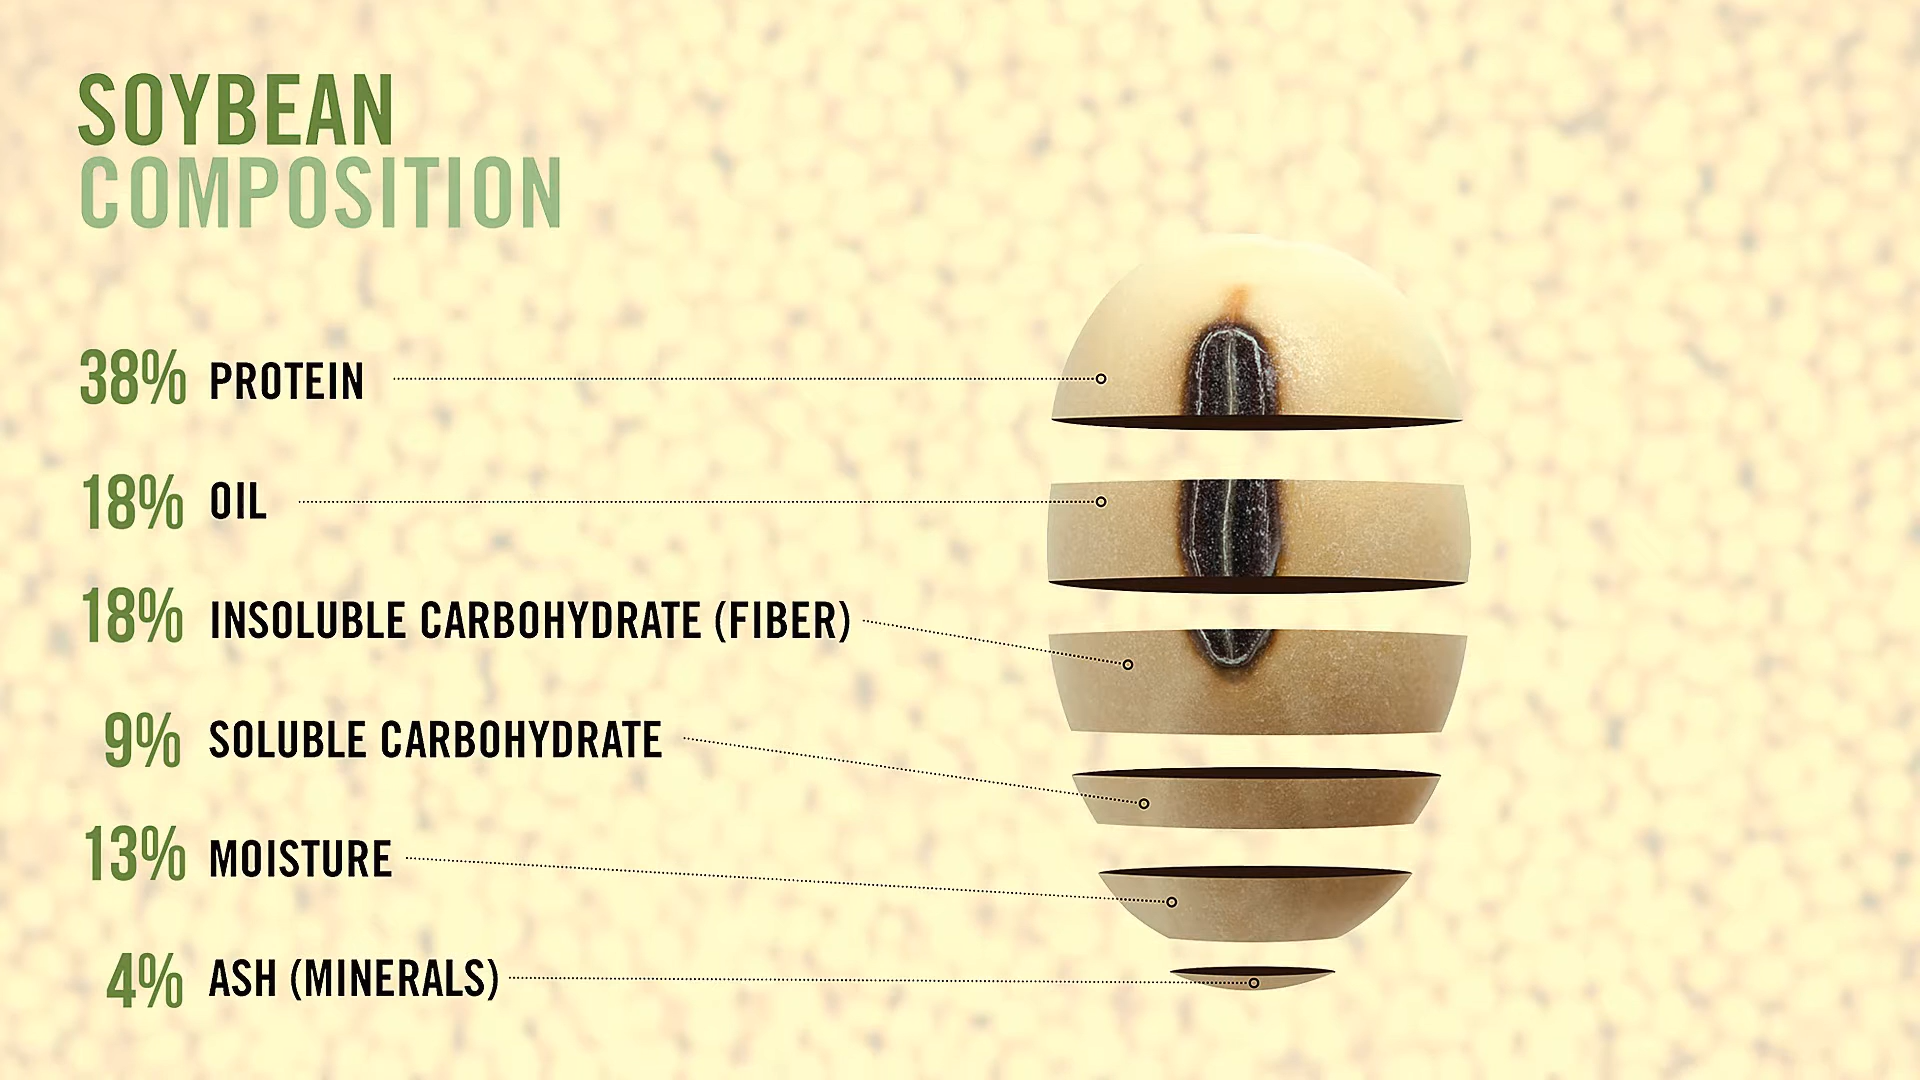 SOYBEAN
COMPOSITION
38% PROTEIN
18% OIL
18% INSOLUBLE CARBOHYDRATE (FIBER)
9% SOLUBLE CARBOHYDRATE
13% MOISTURE
4% ASH (MINERALS)